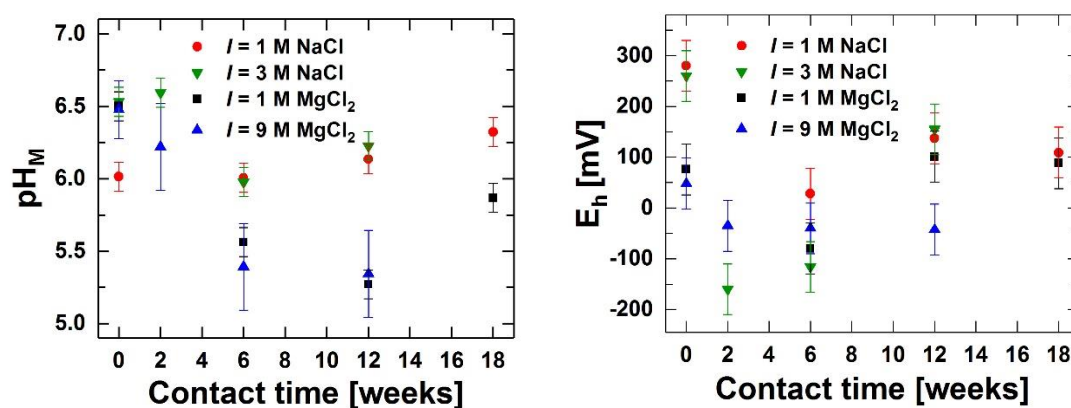 7.0
6.5
6.0
5.5
5.0
pH_M
I = 1 M NaCl
I = 3 M NaCl
I = 1 M MgCl₂
I = 9 M MgCl₂
0 2 4 6 8 10 12 14 16 18
Contact time [weeks]
300
200
100
0
-100
-200
E_h [mV]
I = 1 M NaCl
I = 3 M NaCl
I = 1 M MgCl₂
I = 9 M MgCl₂
0 2 4 6 8 10 12 14 16 18
Contact time [weeks]